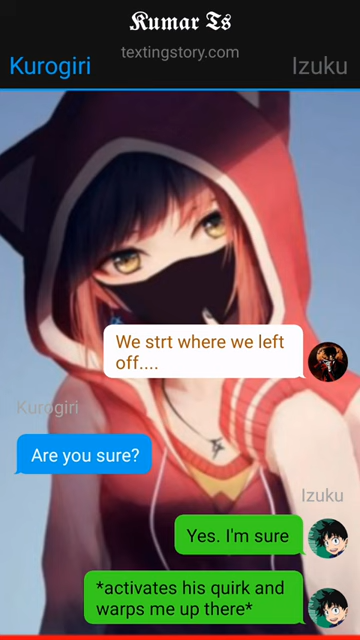 Kumar Ts
textingstory.com
Kurogiri
Izuku
We strt where we left
off....
Kurogiri
Are you sure?
Izuku
Yes. I'm sure
*activates his quirk and
warps me up there*